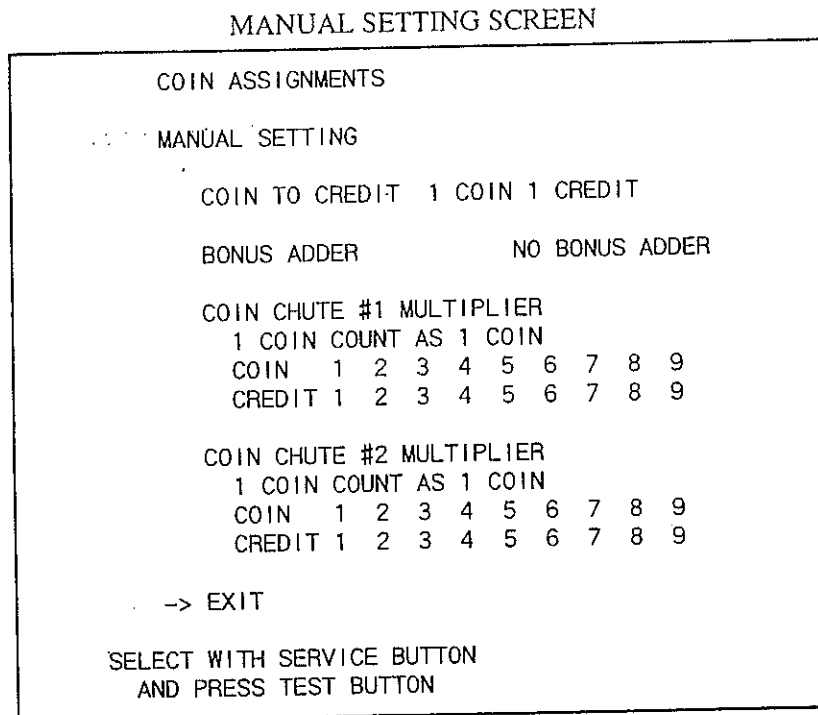 MANUAL SETTING SCREEN
COIN ASSIGNMENTS
MANUAL SETTING
COIN TO CREDIT 1 COIN 1 CREDIT
BONUS ADDER NO BONUS ADDER
COIN CHUTE #1 MULTIPLIER
1 COIN COUNT AS 1 COIN
COIN 1 2 3 4 5 6 7 8 9
CREDIT 1 2 3 4 5 6 7 8 9
COIN CHUTE #2 MULTIPLIER
1 COIN COUNT AS 1 COIN
COIN 1 2 3 4 5 6 7 8 9
CREDIT 1 2 3 4 5 6 7 8 9
-> EXIT
SELECT WITH SERVICE BUTTON
AND PRESS TEST BUTTON